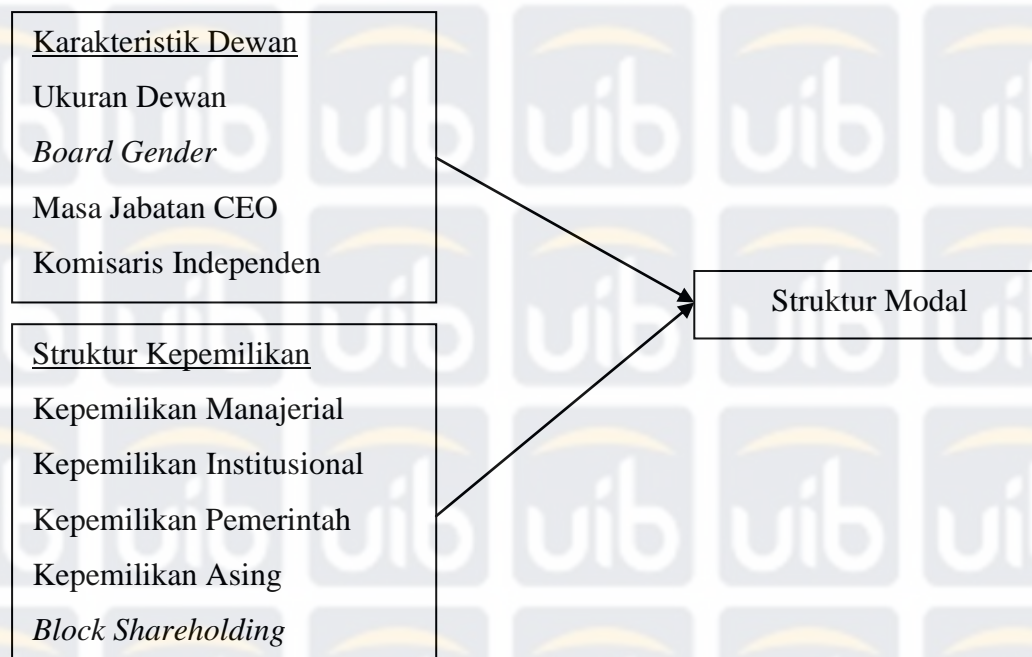 Karakteristik Dewan
Ukuran Dewan
Board Gender
Masa Jabatan CEO
Komisaris Independen
Struktur Modal
Struktur Kepemilikan
Kepemilikan Manajerial
Kepemilikan Institusional
Kepemilikan Pemerintah
Kepemilikan Asing
Block Shareholding
uib